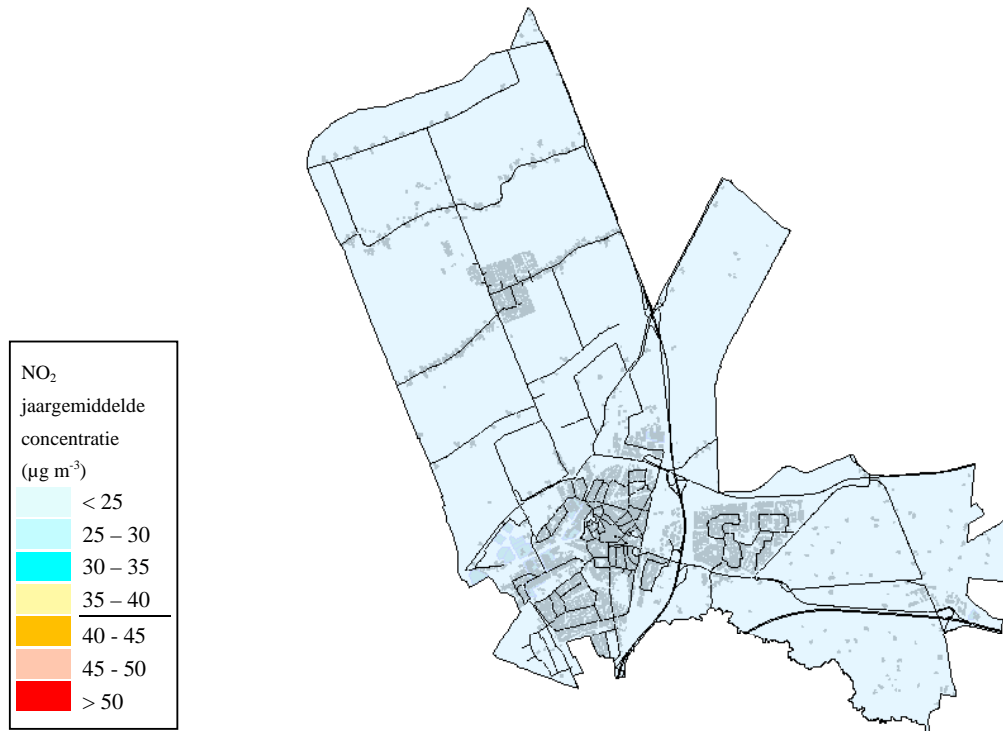 NO₂
jaargemiddelde
concentratie
(µg m⁻³)
< 25
25 – 30
30 – 35
35 – 40
40 - 45
45 - 50
> 50